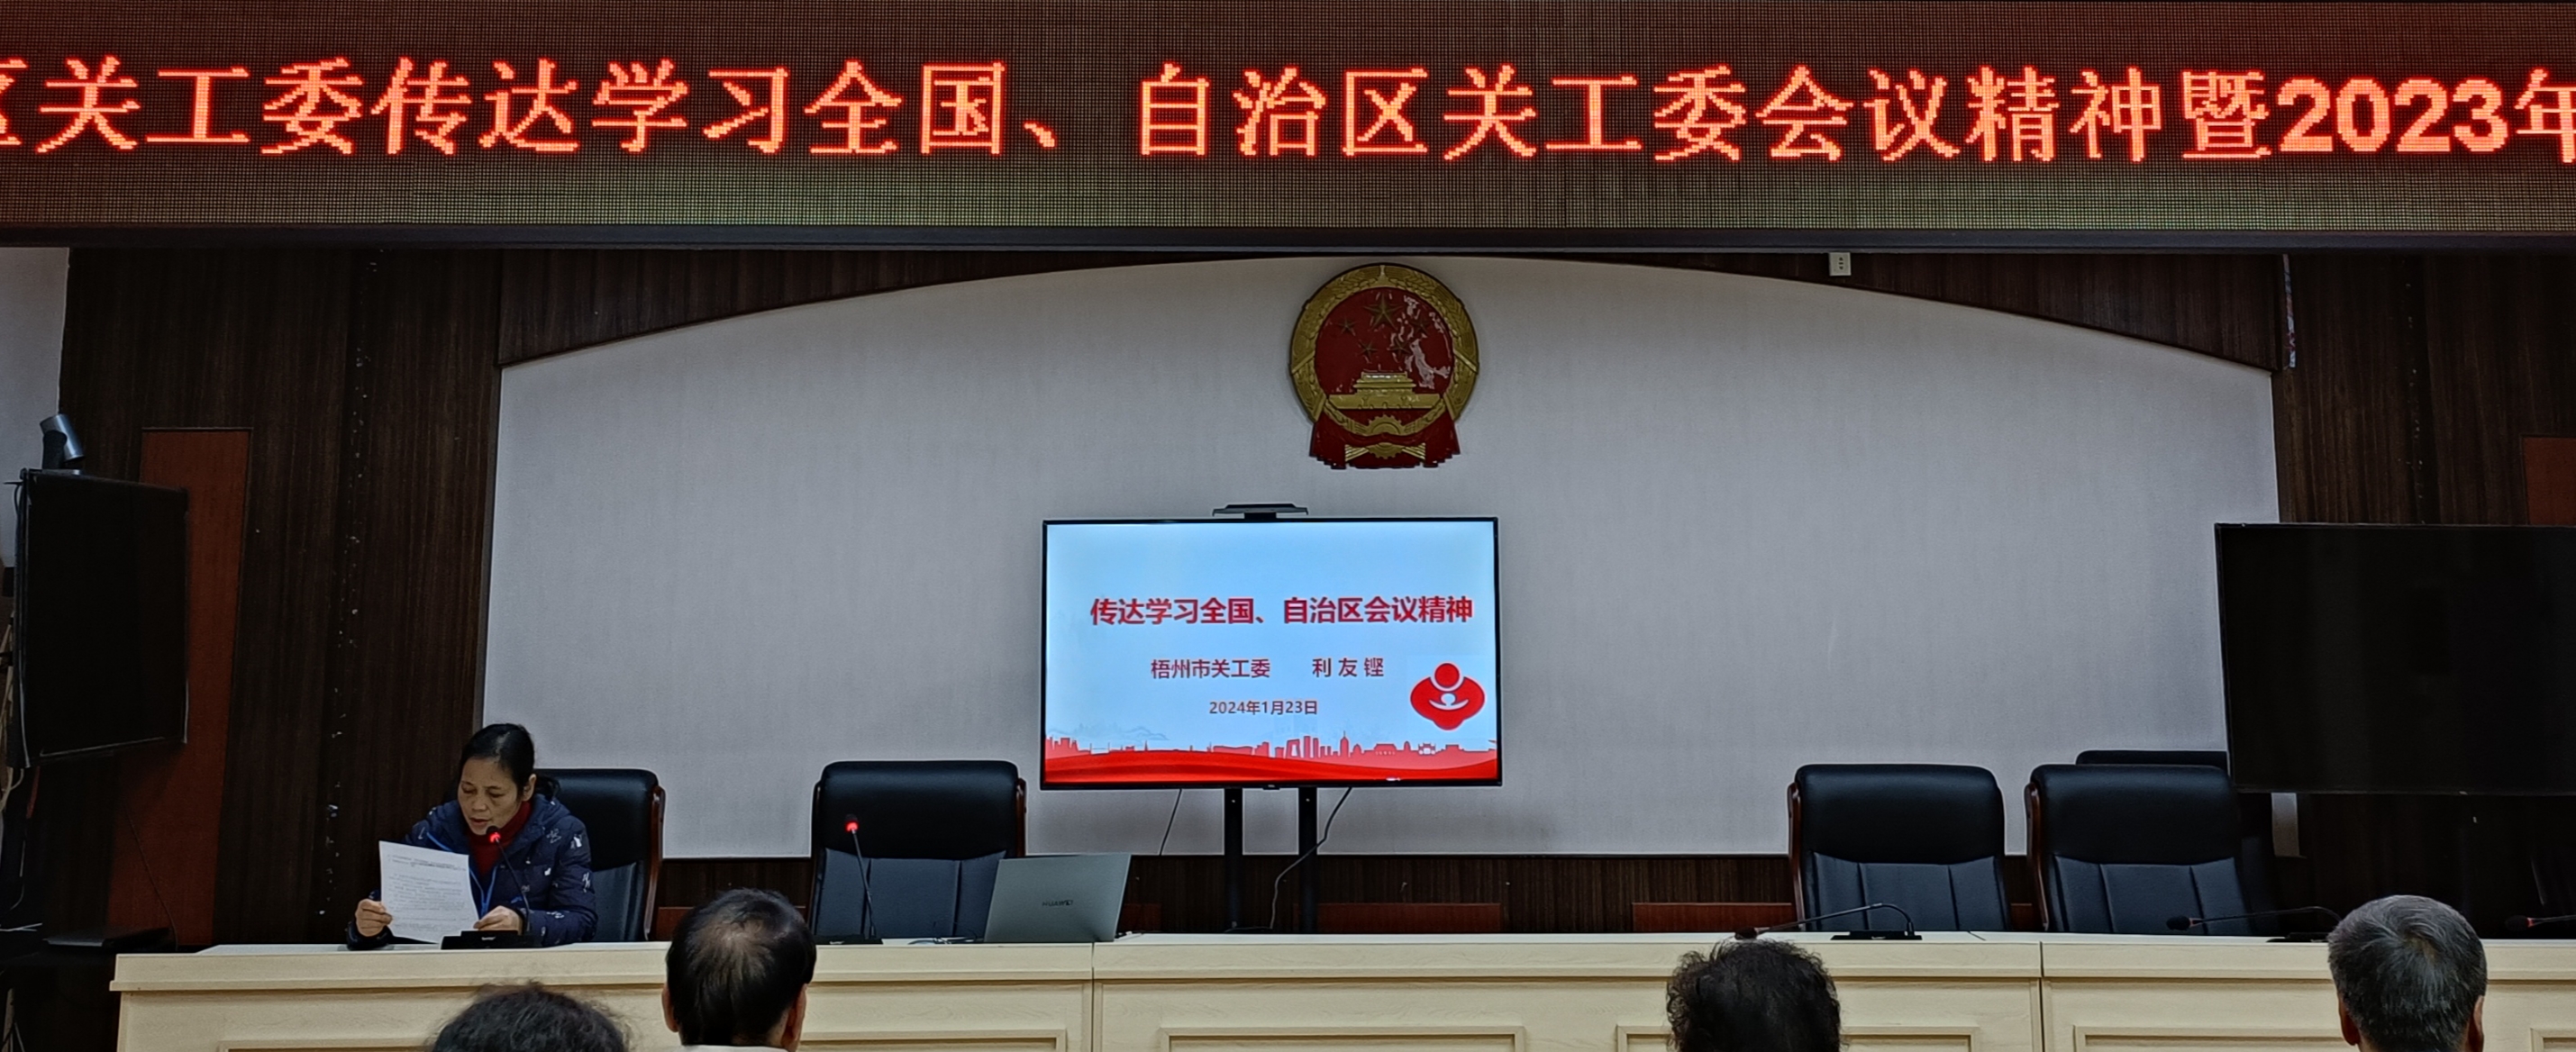 区关工委传达学习全国、自治区关工委会议精神暨2023年
传达学习全国、自治区会议精神
梧州市关工委 利友铿
2024年1月23日